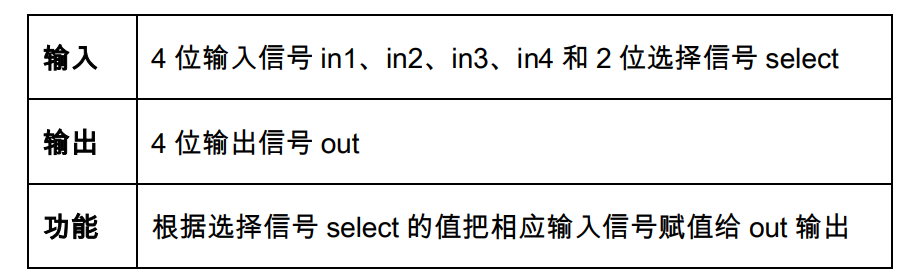 输入 4 位输入信号 in1、in2、in3、in4 和 2 位选择信号 select
输出 4 位输出信号 out
功能 根据选择信号 select 的值把相应输入信号赋值给 out 输出